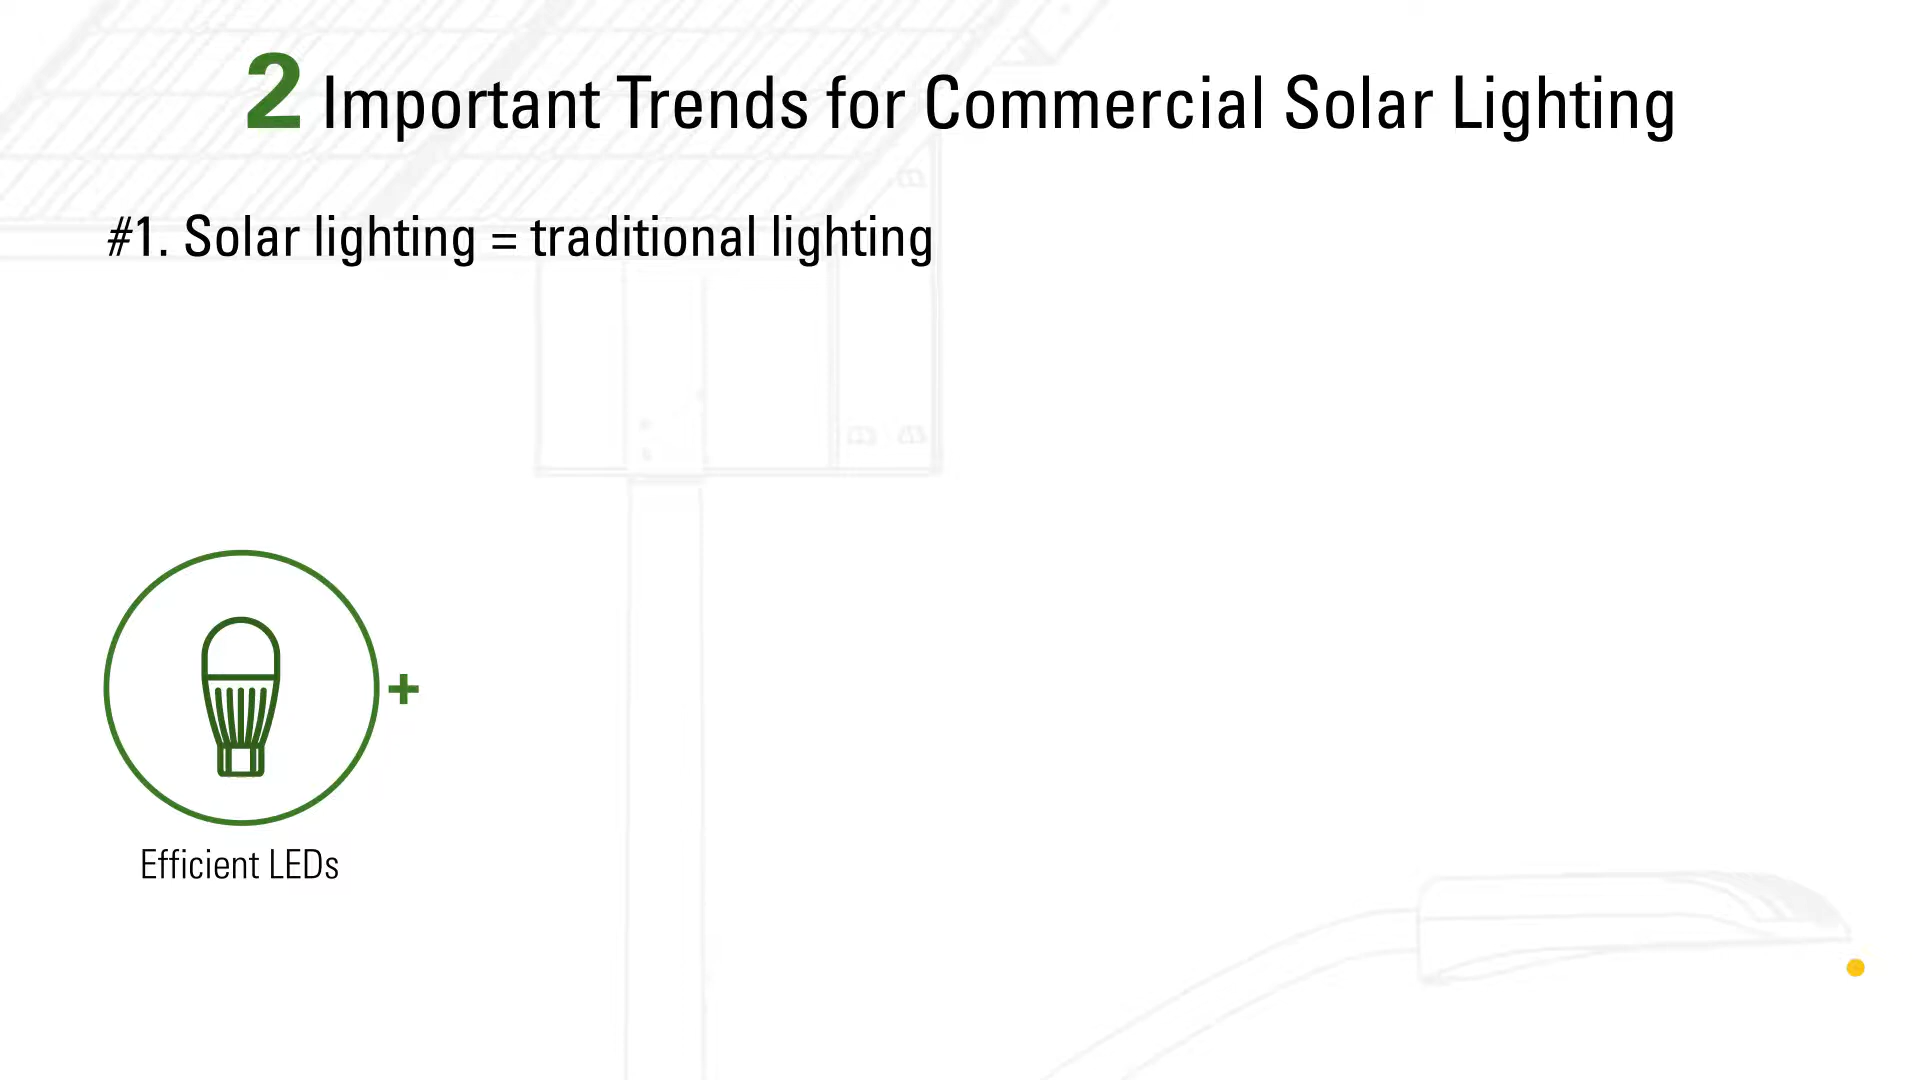 2 Important Trends for Commercial Solar Lighting
#1. Solar lighting = traditional lighting
+
Efficient LEDs